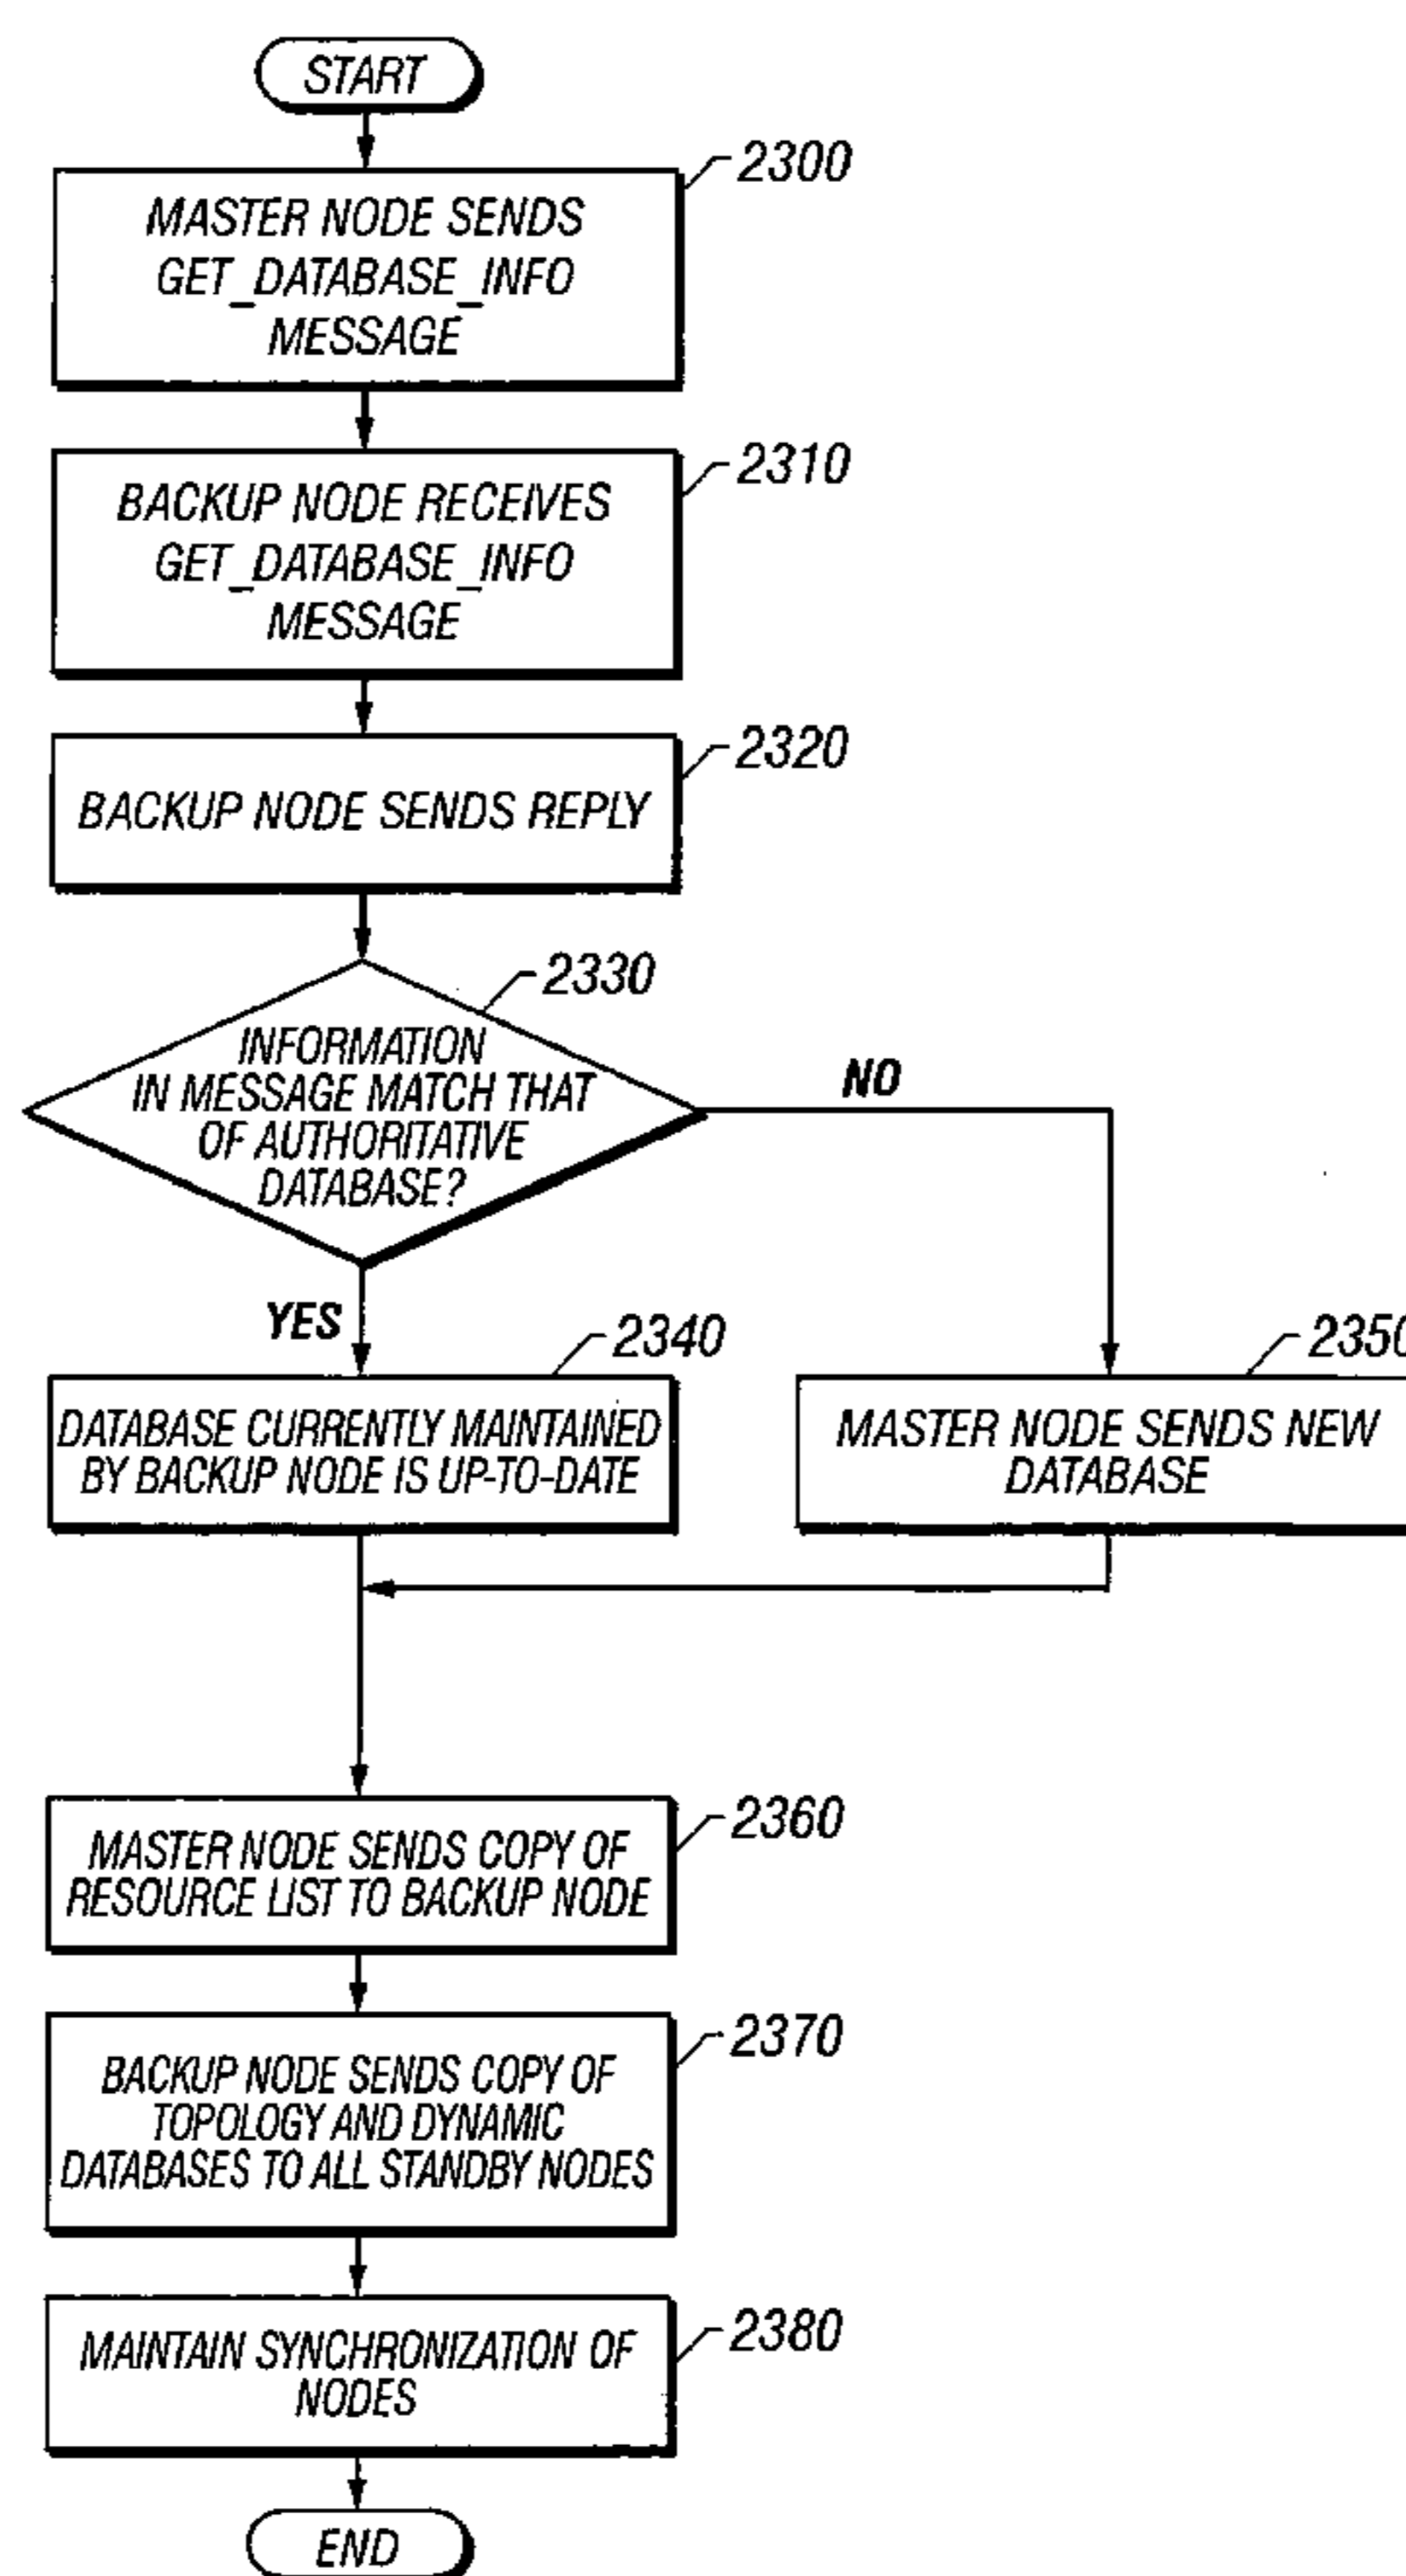 START
2300
MASTER NODE SENDS
GET_DATABASE_INFO
MESSAGE
2310
BACKUP NODE RECEIVES
GET_DATABASE_INFO
MESSAGE
2320
BACKUP NODE SENDS REPLY
2330
INFORMATION
IN MESSAGE MATCH THAT
OF AUTHORITATIVE
DATABASE?
NO
YES
2340
DATABASE CURRENTLY MAINTAINED
BY BACKUP NODE IS UP-TO-DATE
2350
MASTER NODE SENDS NEW
DATABASE
2360
MASTER NODE SENDS COPY OF
RESOURCE LIST TO BACKUP NODE
2370
BACKUP NODE SENDS COPY OF
TOPOLOGY AND DYNAMIC
DATABASES TO ALL STANDBY NODES
2380
MAINTAIN SYNCHRONIZATION OF
NODES
END